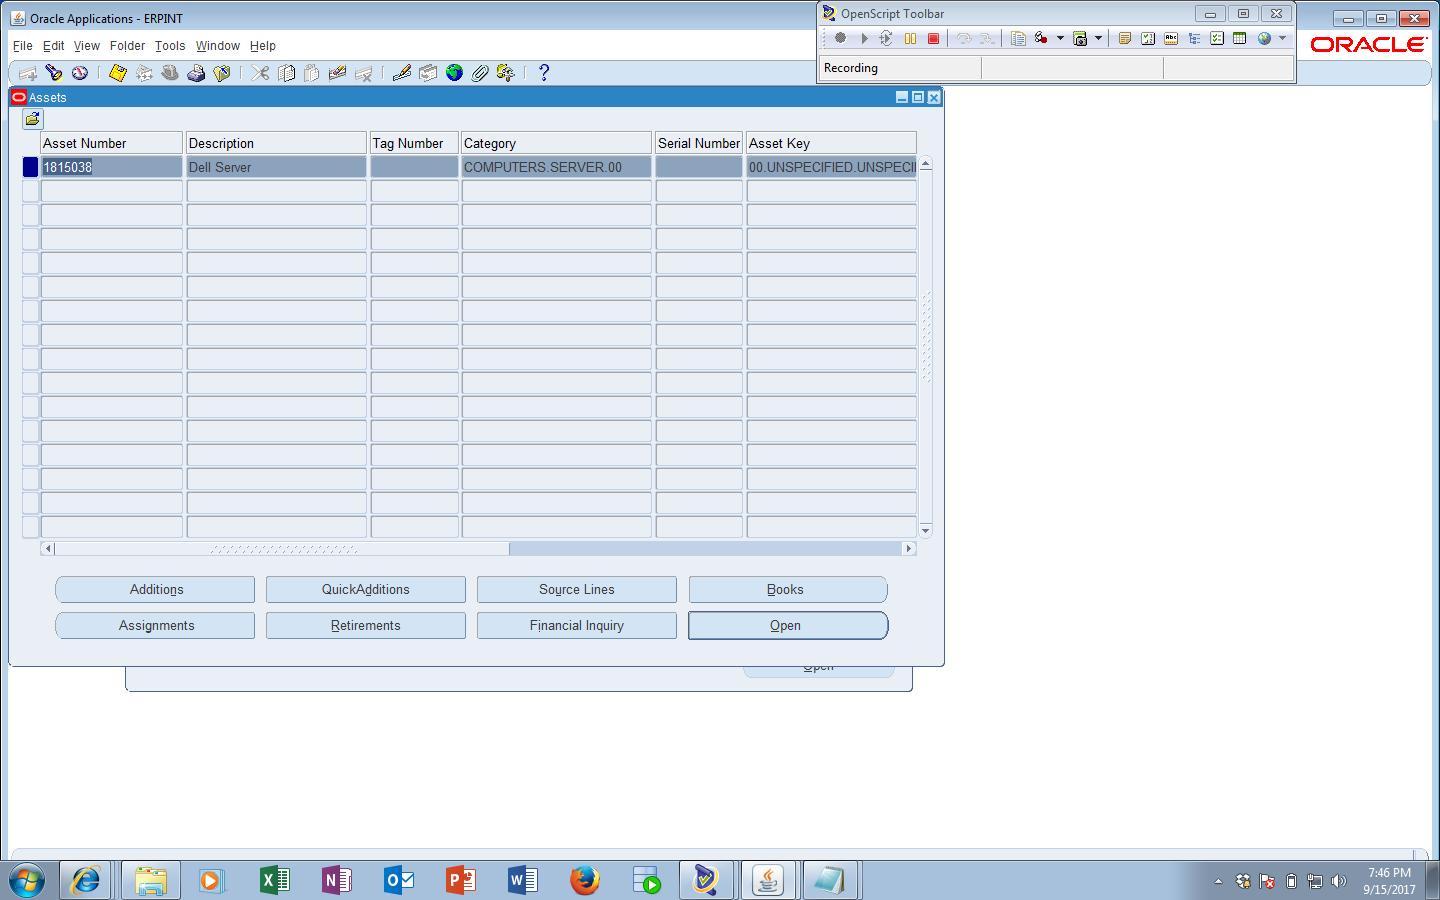 Oracle Applications - ERPINT
OpenScript Toolbar
File Edit View Folder Tools Window Help
ORACLE
Recording
Assets
Asset Number Description Tag Number Category Serial Number Asset Key
1815038 Dell Server COMPUTERS.SERVER.00 00.UNSPECIFIED.UNSPECI
Additions QuickAdditions Source Lines Books
Assignments Retirements Financial Inquiry Open
Open
7:46 PM
9/15/2017